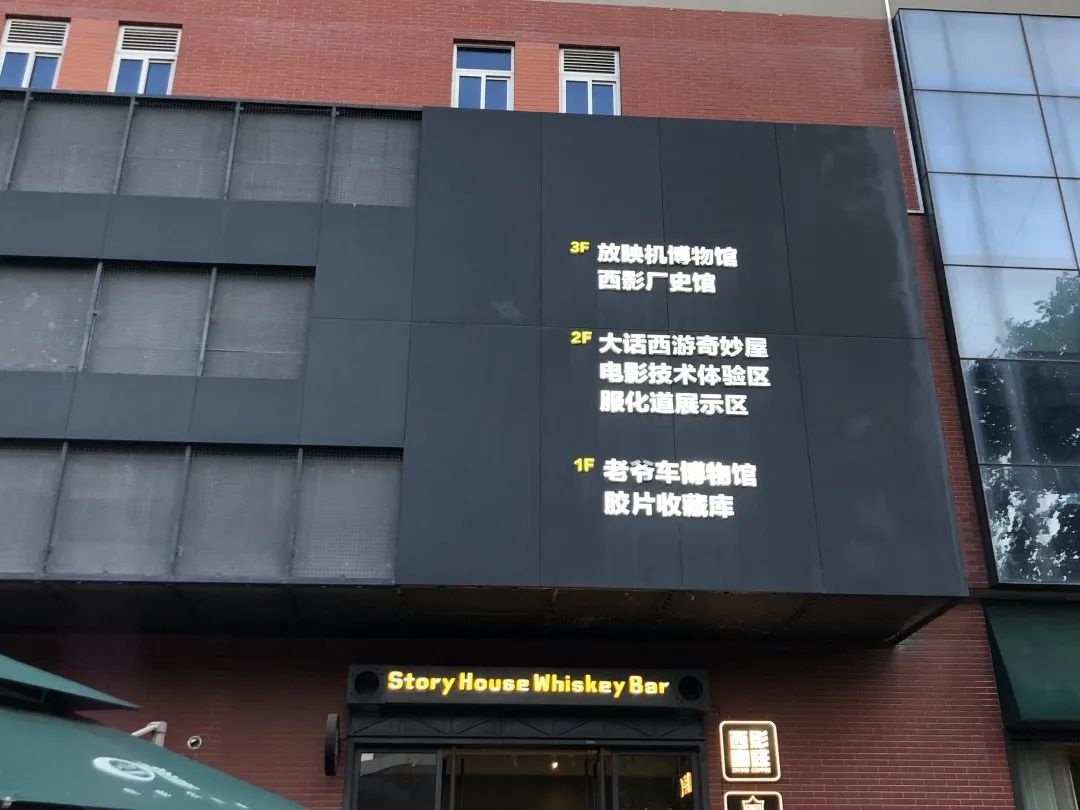 3F 放映机博物馆
西影厂史馆
2F 大话西游奇妙屋
电影技术体验区
服化道展示区
1F 老爷车博物馆
胶片收藏库
Story House Whiskey Bar
西影